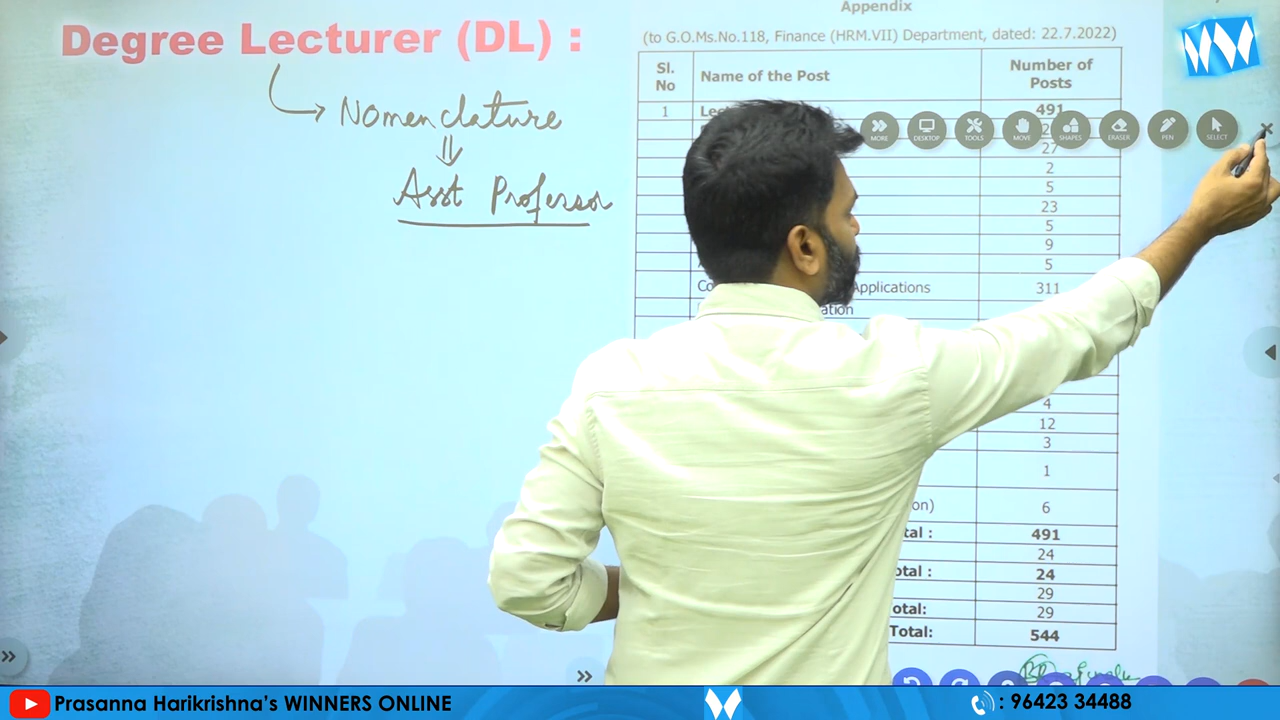 Degree Lecturer (DL) :
Nomenclature
Asst Professor
Appendix
(to G.O.Ms.No.118, Finance (HRM.VII) Department, dated: 22.7.2022)
Sl. No Name of the Post Number of Posts
1 491
MORE DESKTOP TOOLS MOVE SHAPES ERASER PEN SELECT
27
2
5
23
5
9
5
Applications 311
4
12
3
1
on) 6
491
24
24
29
29
Total: 544
Prasanna Harikrishna's WINNERS ONLINE
: 96423 34488